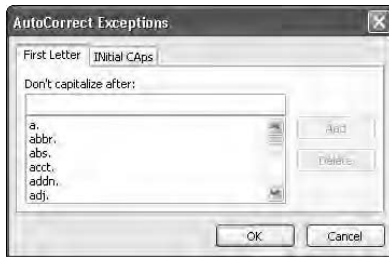 AutoCorrect Exceptions
First Letter INitial CAps
Don't capitalize after:
a.
abbr.
abs.
acct.
addn.
adj.
Add
Delete
OK Cancel